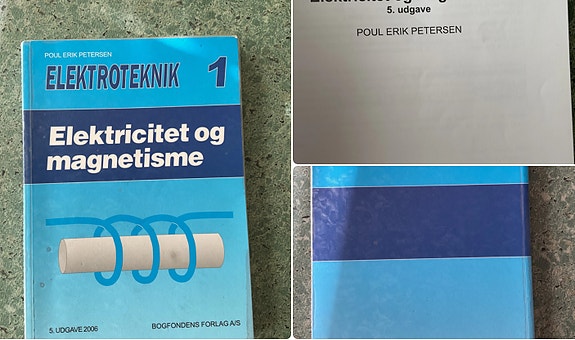 POUL ERIK PETERSEN
ELEKTROTEKNIK 1
Elektricitet og
magnetisme
5. UDGAVE 2006
BOGFONDENS FORLAG A/S
5. udgave
POUL ERIK PETERSEN